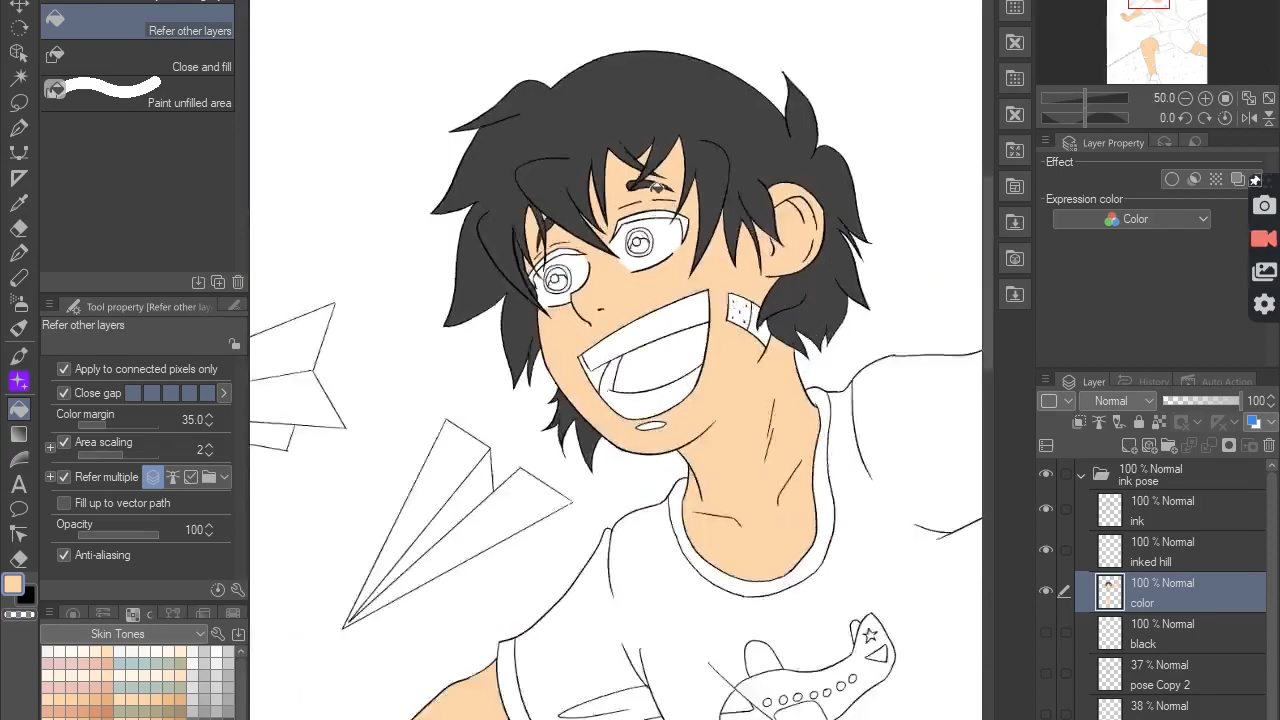 Refer other layers
Close and fill
Paint unfilled area
Tool property [Refer other lay
Refer other layers
Apply to connected pixels only
Close gap
Color margin
35.0
Area scaling
2
Refer multiple
Fill up to vector path
Opacity
100
Anti-aliasing
c
Skin Tones
50.0
0.0
Layer Property
Effect
Expression color
Color
Layer
History
Auto Action
Normal
100
100 % Normal
ink pose
100 % Normal
ink
100 % Normal
inked hill
100 % Normal
color
100 % Normal
black
37 % Normal
pose Copy 2
38 % Normal